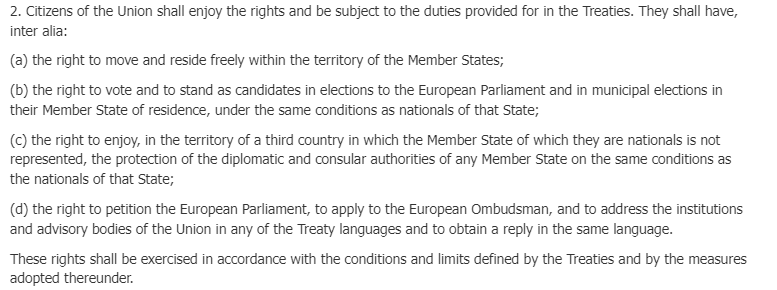 2. Citizens of the Union shall enjoy the rights and be subject to the duties provided for in the Treaties. They shall have,
inter alia:
(a) the right to move and reside freely within the territory of the Member States;
(b) the right to vote and to stand as candidates in elections to the European Parliament and in municipal elections in
their Member State of residence, under the same conditions as nationals of that State;
(c) the right to enjoy, in the territory of a third country in which the Member State of which they are nationals is not
represented, the protection of the diplomatic and consular authorities of any Member State on the same conditions as
the nationals of that State;
(d) the right to petition the European Parliament, to apply to the European Ombudsman, and to address the institutions
and advisory bodies of the Union in any of the Treaty languages and to obtain a reply in the same language.
These rights shall be exercised in accordance with the conditions and limits defined by the Treaties and by the measures
adopted thereunder.